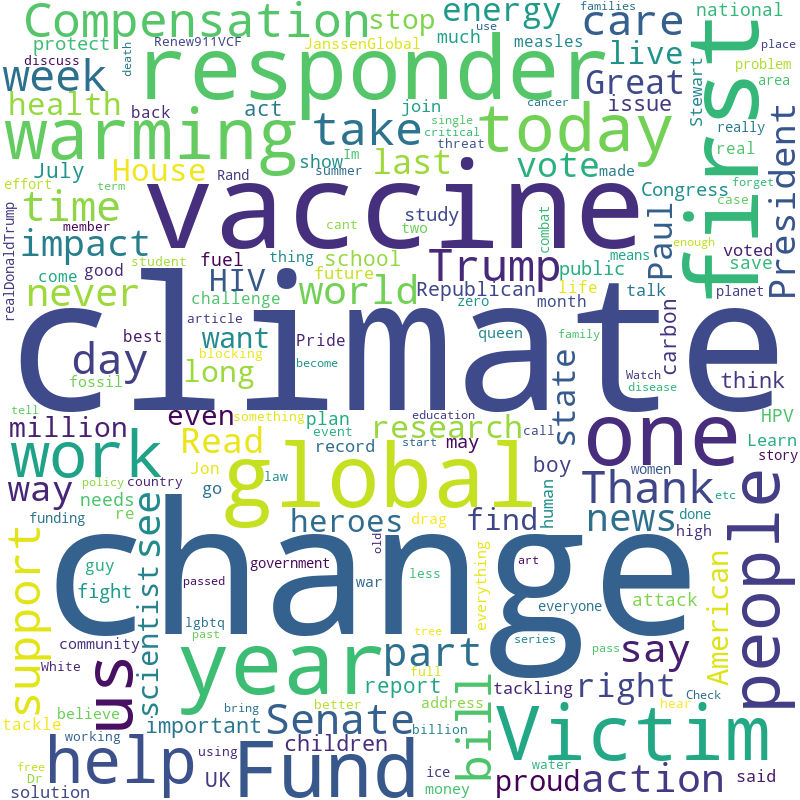 families
Compensation
stop
energy
use
care
national
place
protect
Renew911VCF
JanssenGlobal
much
measles
live
first
problem
discuss
death
week
responder
Great
Stewart
area
health
back
act
join
cancer
issue
really
single
critical
threat
made
real
warming
take
today
President
July
House
show
Im
summer
Rand
last
vote
Congress
forget
case
effort
term
time
vaccine
Paul
means
enough
voted
save
realDonaldTrump
member
cant
two
study
combat
impact
student
fuel
thing
school
Trump
public
talk
planet
come
good
HIV
future
world
Republican
life
never
challenge
zero
month
climate
article
best
want
Pride
queen
family
carbon
Watch
day
blocking
become
fossil
long
state
disease
think
tell
even
something
plan
education
one
HPV
million
event
research
start
call
Read
record
may
Learn
story
work
Jon
global
boy
women
way
policy
country
go
law
human
Thank
etc
needs
re
heroes
drag
find
news
done
high
funding
see
people
change
old
government
art
guy
passed
war
less
everything
fight
scientist
everyone
attack
American
support
lgbtq
past
tree
series
pass
community
us
year
part
say
White
full
report
tackling
right
Check
tackle
believe
bring
better
address
bill
hear
working
important
Senate
billion
Victim
help
using
children
Fund
water
free
Dr
UK
ice
money
proud
action
said
solution